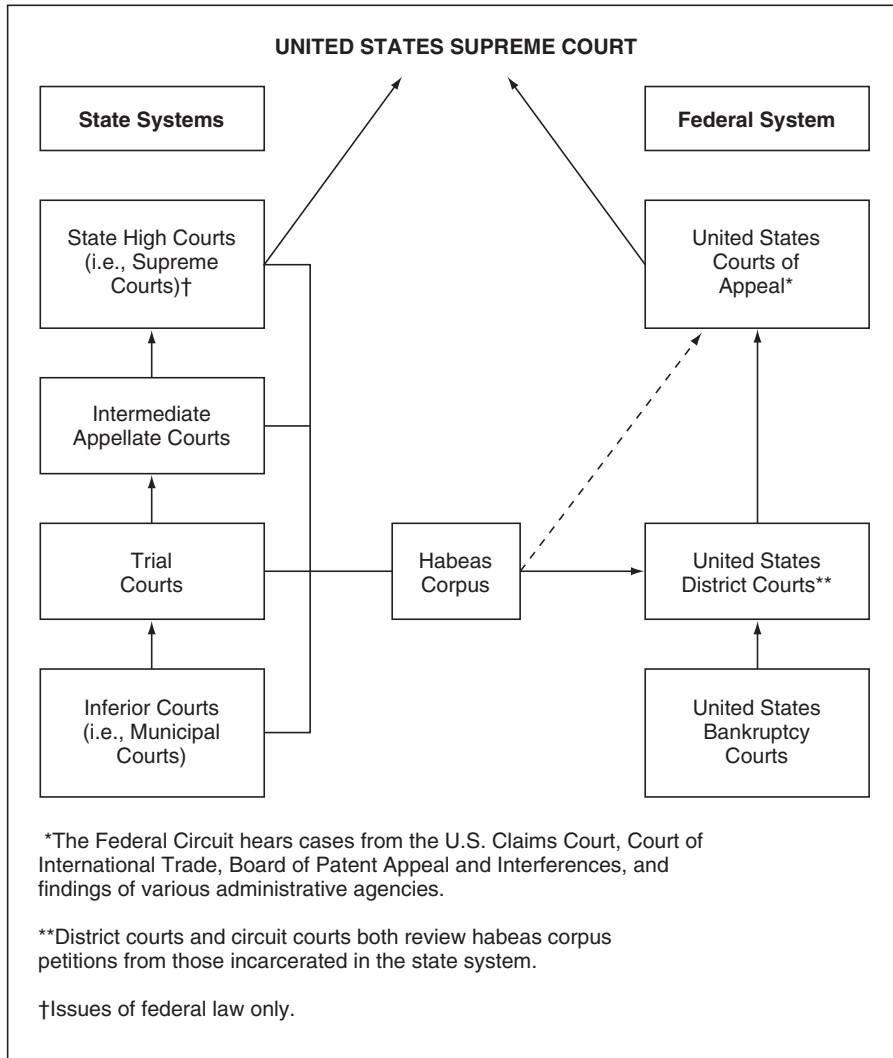 UNITED STATES SUPREME COURT
State Systems
Federal System
State High Courts
(i.e., Supreme
Courts)†
United States
Courts of
Appeal*
Intermediate
Appellate Courts
Trial
Courts
Habeas
Corpus
United States
District Courts**
Inferior Courts
(i.e., Municipal
Courts)
United States
Bankruptcy
Courts
*The Federal Circuit hears cases from the U.S. Claims Court, Court of
International Trade, Board of Patent Appeal and Interferences, and
findings of various administrative agencies.
**District courts and circuit courts both review habeas corpus
petitions from those incarcerated in the state system.
†Issues of federal law only.